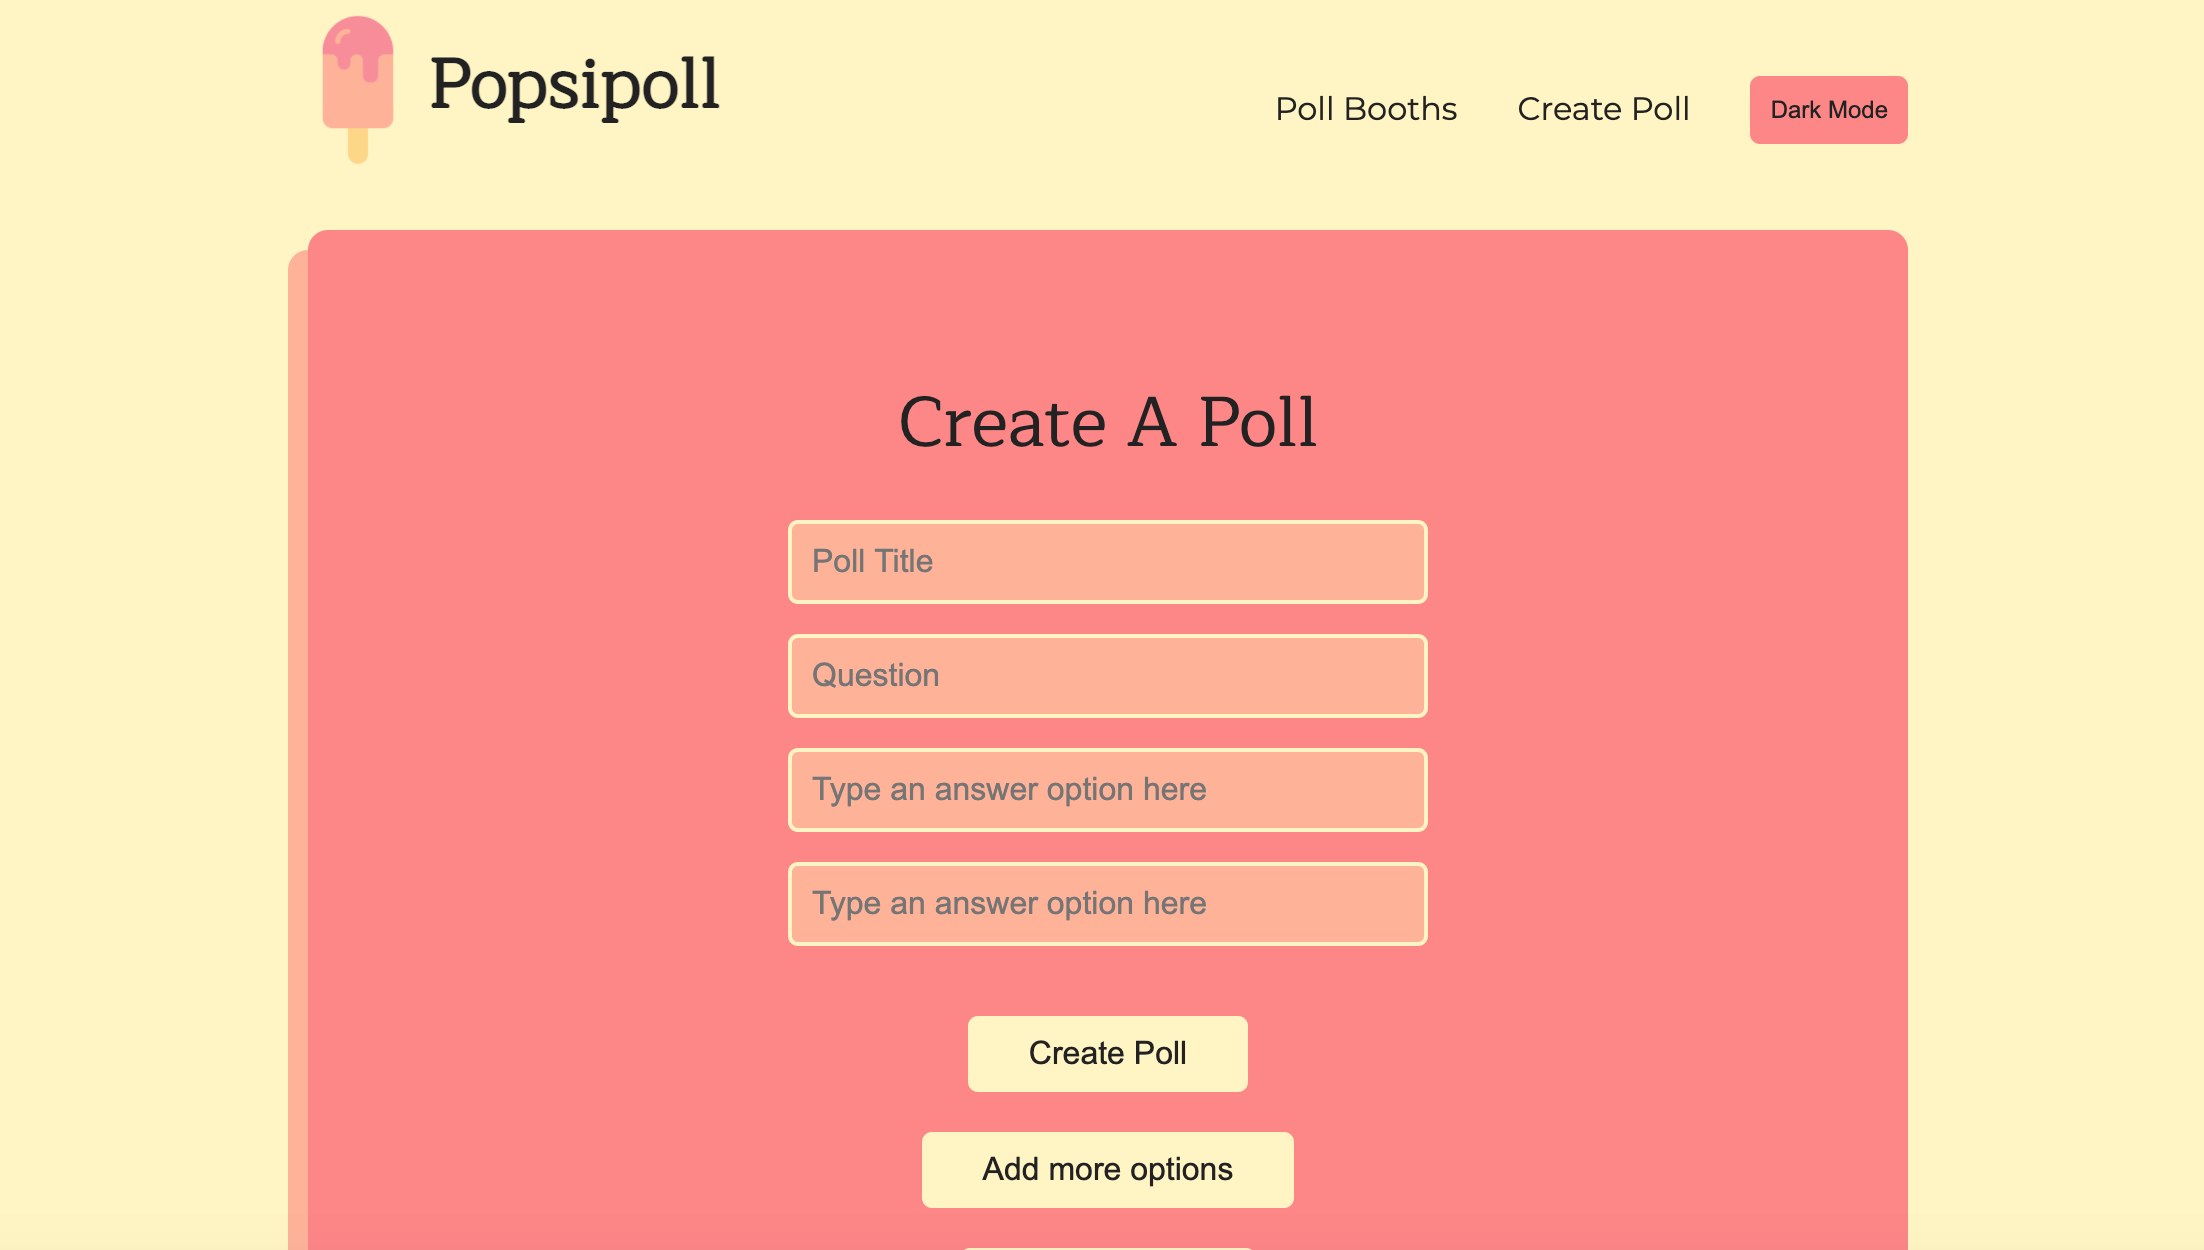 Popsipoll
Poll Booths
Create Poll
Dark Mode
Create A Poll
Poll Title
Question
Type an answer option here
Type an answer option here
Create Poll
Add more options